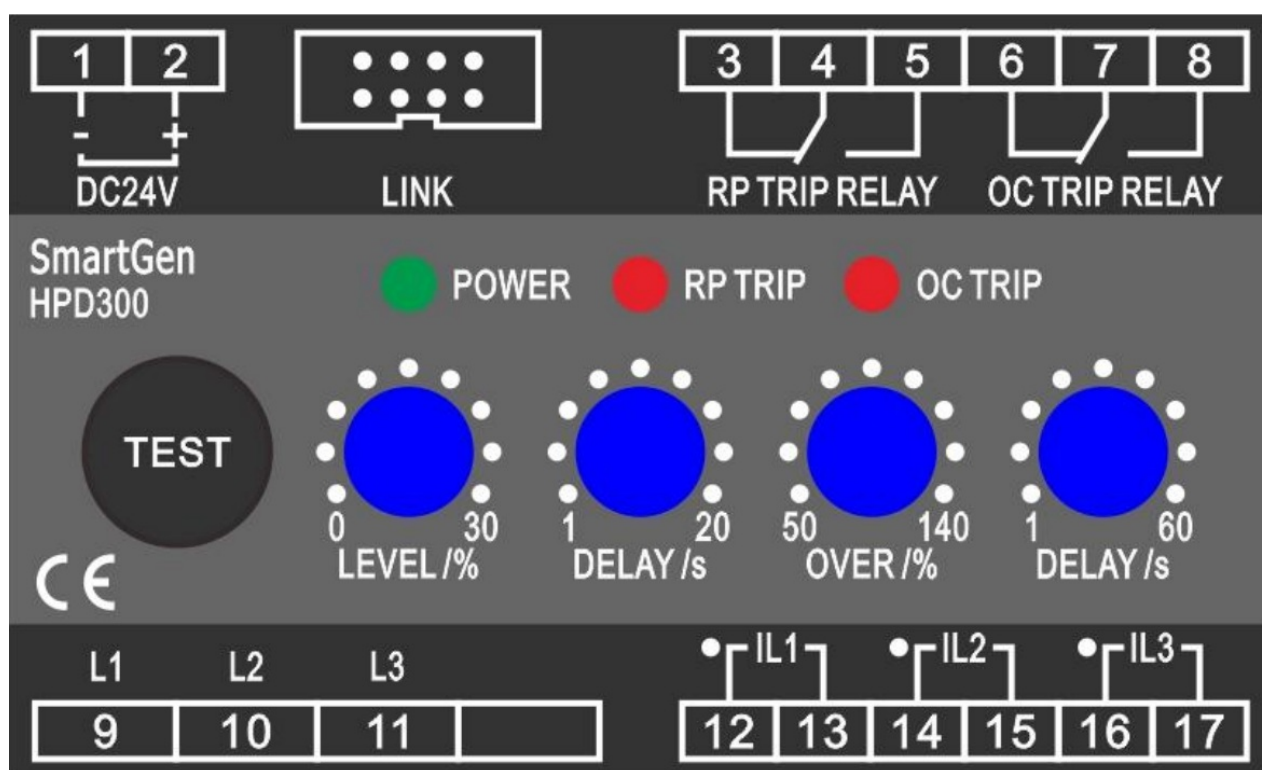 1 2
3 4 5 6 7 8
- +
DC24V
LINK
RP TRIP RELAY
OC TRIP RELAY
SmartGen
HPD300
POWER
RP TRIP
OC TRIP
TEST
0 30
LEVEL/%
1 20
DELAY/s
50 140
OVER/%
1 60
DELAY/s
CE
L1 L2 L3
IL1 IL2 IL3
9 10 11
12 13 14 15 16 17